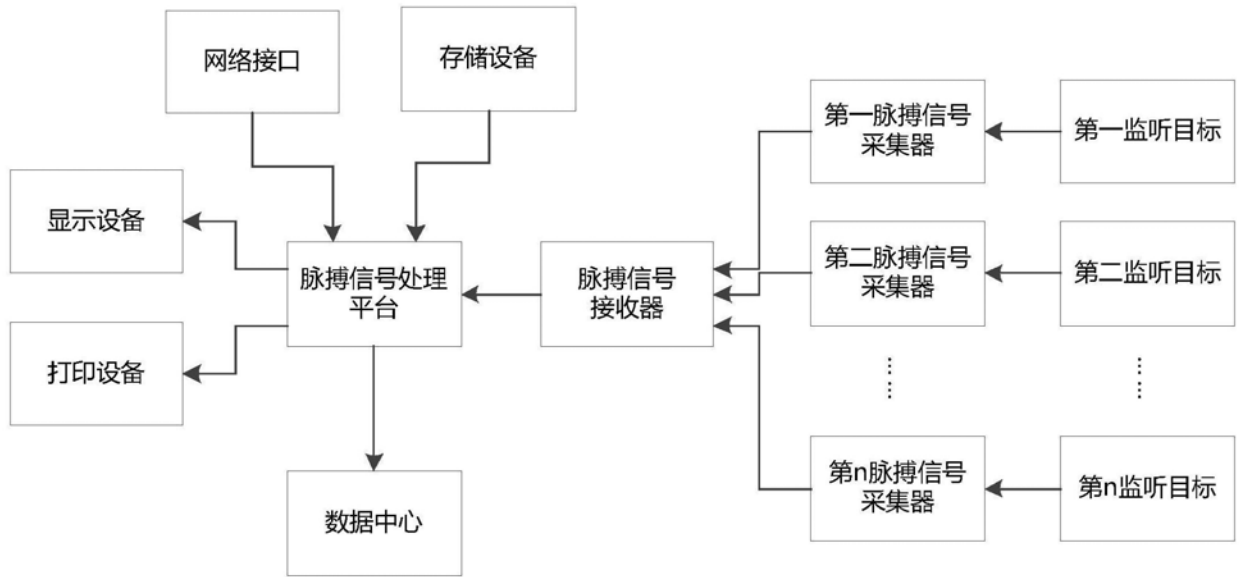 网络接口
存储设备
第一脉搏信号
采集器
第一监听目标
显示设备
脉搏信号处理
平台
脉搏信号
接收器
第二脉搏信号
采集器
第二监听目标
打印设备
……
……
数据中心
第n脉搏信号
采集器
第n监听目标